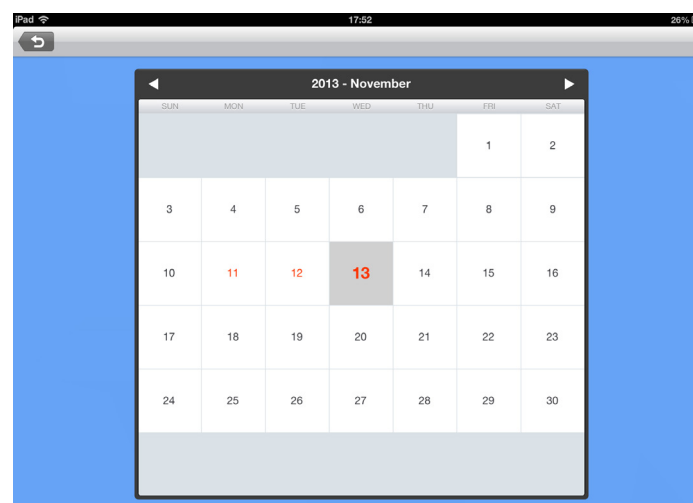 iPad 17:52 26%
2013 - November
SUN MON TUE WED THU FRI SAT
1 2
3 4 5 6 7 8 9
10 11 12 13 14 15 16
17 18 19 20 21 22 23
24 25 26 27 28 29 30